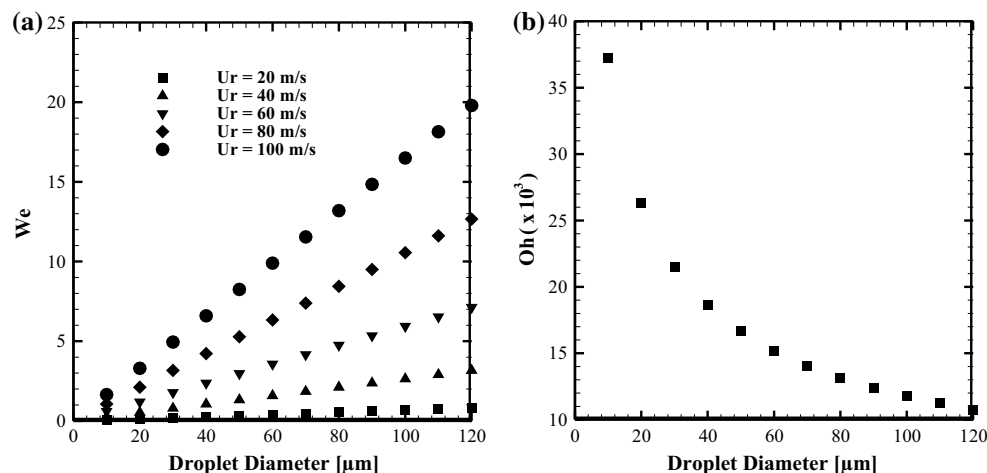 (a)
25
20
15
10
5
0
We
Ur = 20 m/s
Ur = 40 m/s
Ur = 60 m/s
Ur = 80 m/s
Ur = 100 m/s
0 20 40 60 80 100 120
Droplet Diameter [µm]
(b)
40
35
30
25
20
15
10
Oh( x 10³)
0 20 40 60 80 100 120
Droplet Diameter [µm]